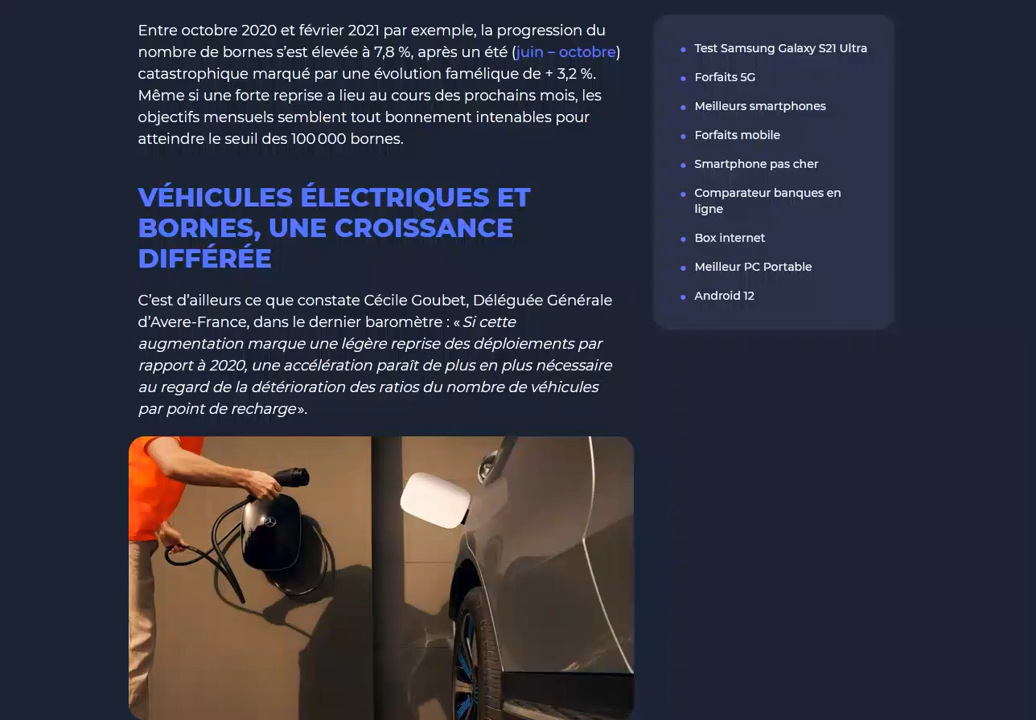 Entre octobre 2020 et février 2021 par exemple, la progression du
nombre de bornes s’est élevée à 7,8 %, après un été (juin – octobre)
catastrophique marqué par une évolution famélique de + 3,2 %.
Même si une forte reprise a lieu au cours des prochains mois, les
objectifs mensuels semblent tout bonnement intenables pour
atteindre le seuil des 100 000 bornes.
VÉHICULES ÉLECTRIQUES ET
BORNES, UNE CROISSANCE
DIFFÉRÉE
C’est d’ailleurs ce que constate Cécile Goubet, Déléguée Générale
d’Avere-France, dans le dernier baromètre : « Si cette
augmentation marque une légère reprise des déploiements par
rapport à 2020, une accélération paraît de plus en plus nécessaire
au regard de la détérioration des ratios du nombre de véhicules
par point de recharge ».
Test Samsung Galaxy S21 Ultra
Forfaits 5G
Meilleurs smartphones
Forfaits mobile
Smartphone pas cher
Comparateur banques en
ligne
Box internet
Meilleur PC Portable
Android 12